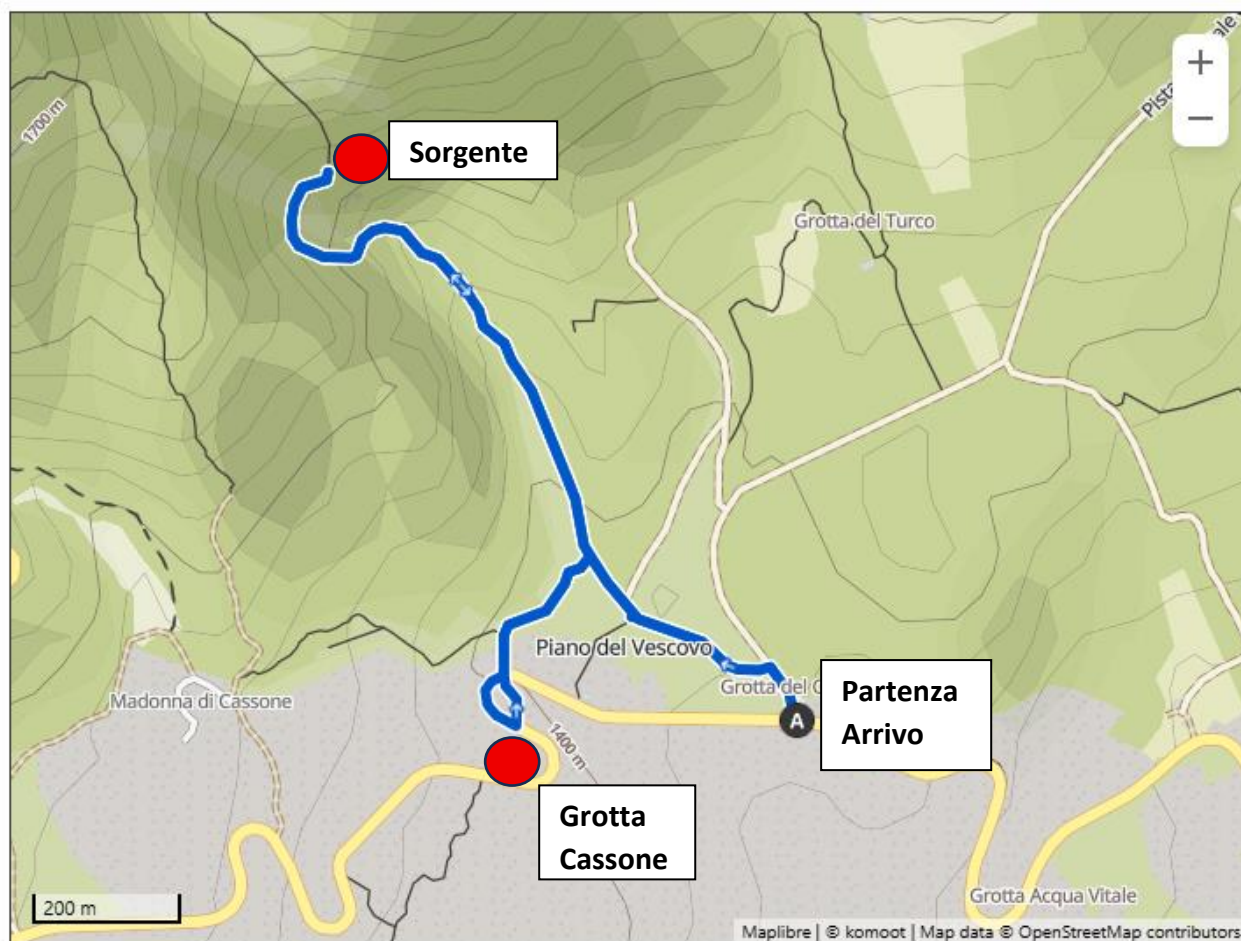 Pista
ale
1700 m
Sorgente
Grotta del Turco
Piano del Vescovo
Grotta del
Madonna di Cassone
A
Partenza
Arrivo
1400 m
Grotta
Cassone
Grotta Acqua Vitale
200 m
Maplibre | © komoot | Map data © OpenStreetMap contributors